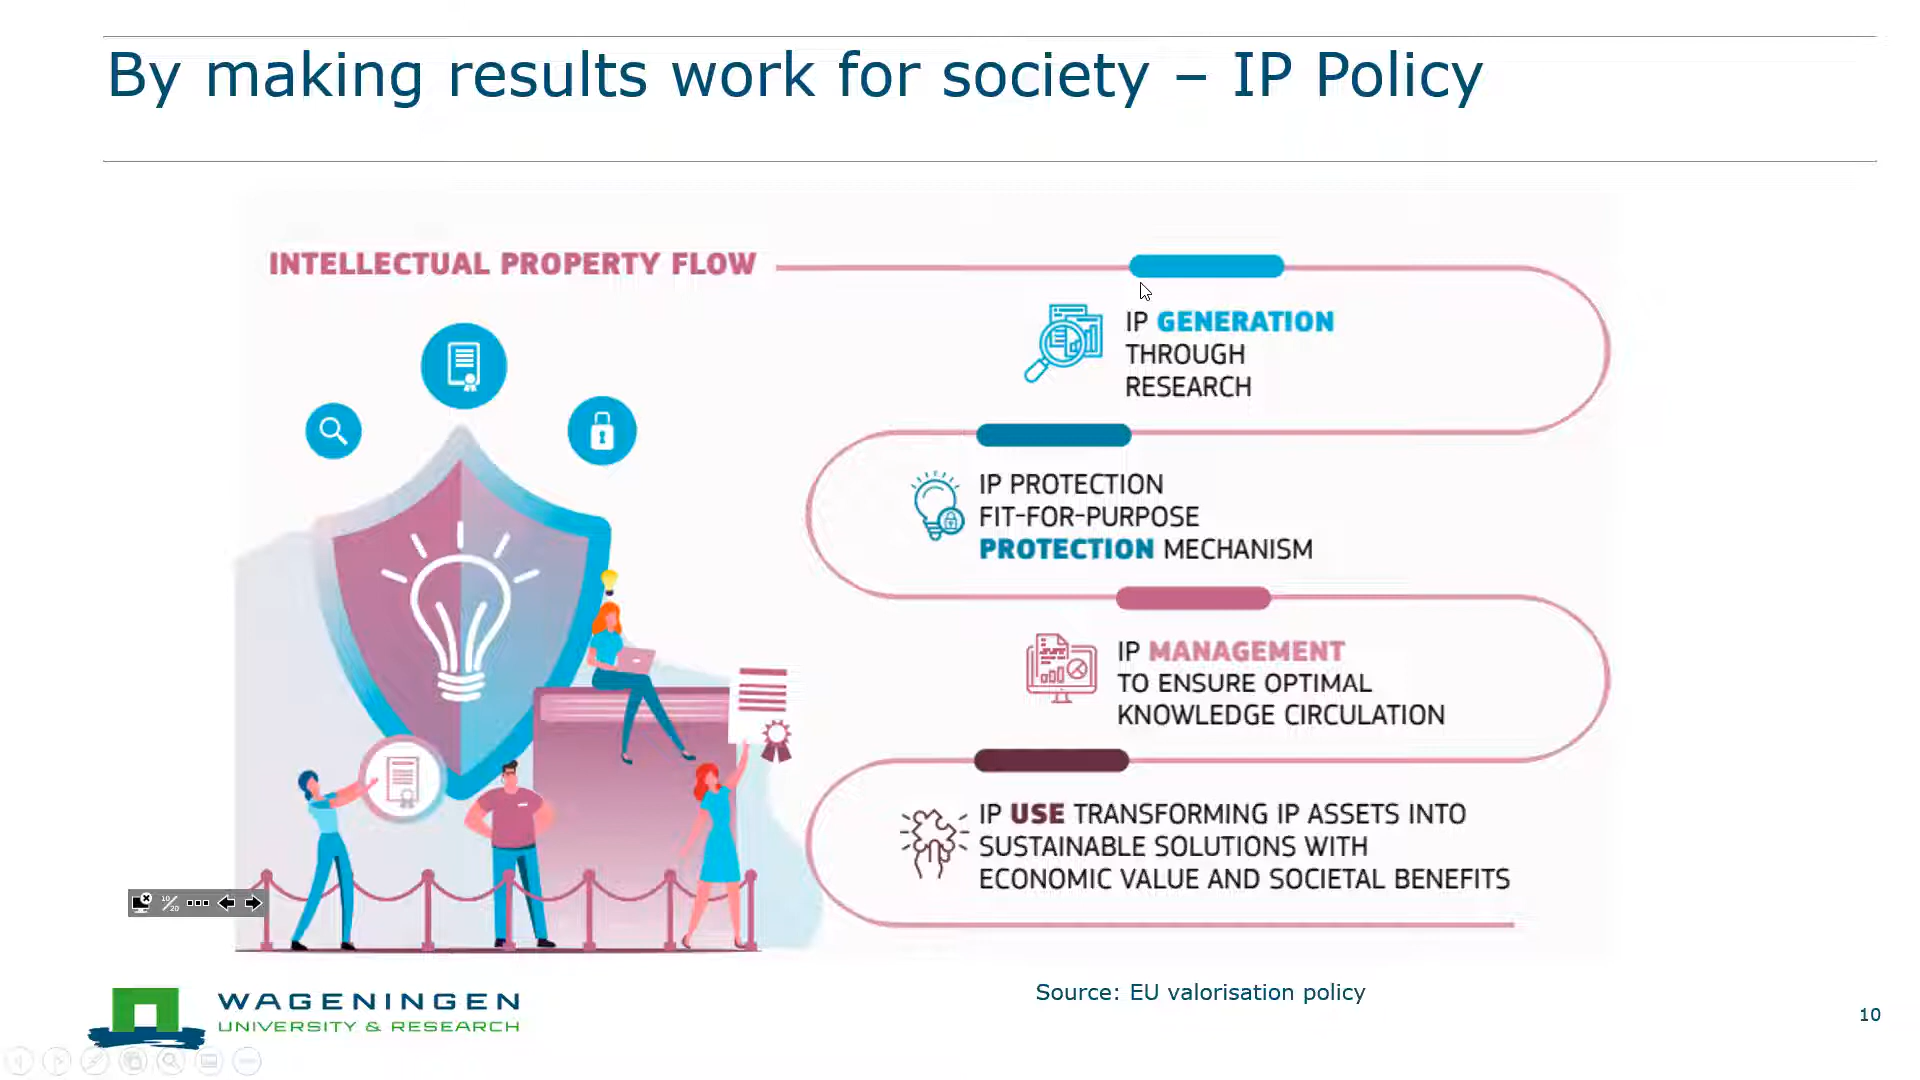 By making results work for society – IP Policy
INTELLECTUAL PROPERTY FLOW
IP GENERATION
THROUGH
RESEARCH
IP PROTECTION
FIT-FOR-PURPOSE
PROTECTION MECHANISM
IP MANAGEMENT
TO ENSURE OPTIMAL
KNOWLEDGE CIRCULATION
IP USE TRANSFORMING IP ASSETS INTO
SUSTAINABLE SOLUTIONS WITH
ECONOMIC VALUE AND SOCIETAL BENEFITS
10/20
WAGENINGEN
UNIVERSITY & RESEARCH
Source: EU valorisation policy
10